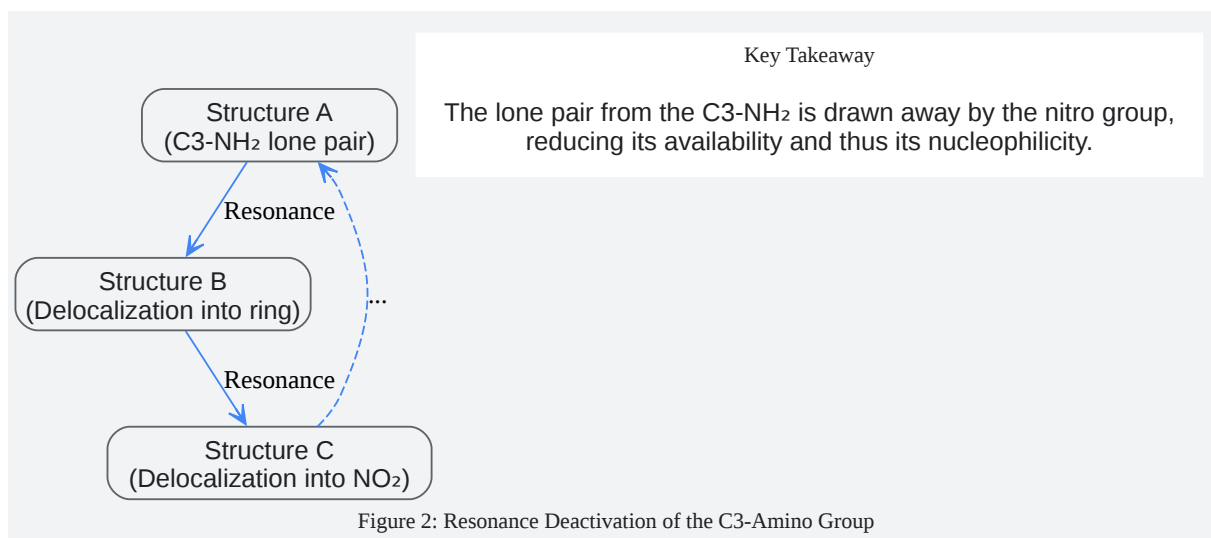 Key Takeaway
The lone pair from the C3-NH₂ is drawn away by the nitro group,
reducing its availability and thus its nucleophilicity.
Structure A
(C3-NH₂ lone pair)
Resonance
Structure B
(Delocalization into ring)
...
Resonance
Structure C
(Delocalization into NO₂)
Figure 2: Resonance Deactivation of the C3-Amino Group